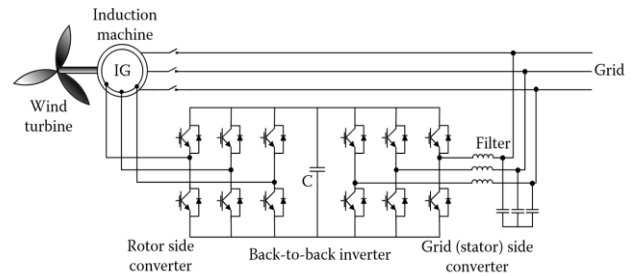 Induction
machine
IG
Grid
Wind
turbine
Filter
C
Rotor side
converter
Back-to-back inverter
Grid (stator) side
converter